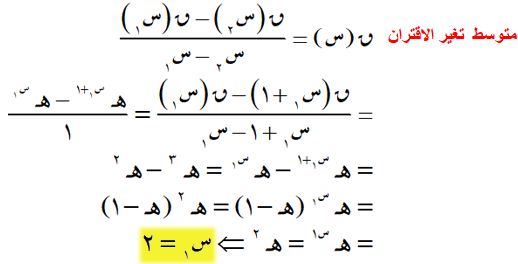 متوسط تغير الاقتران ق(س) = (ق(س٢) − ق(س١)) / (س٢ − س١)
= (ق(س١ + ١) − ق(س١)) / (س١ + ١ − س١) = (هـ^(س١+١) − هـ^(س١)) / ١
= هـ^(س١+١) − هـ^(س١) = هـ^٣ − هـ^٢
= هـ^(س١) (هـ − ١) = هـ^٢ (هـ − ١)
= هـ^(س١) = هـ^٢ ⇐ س١ = ٢